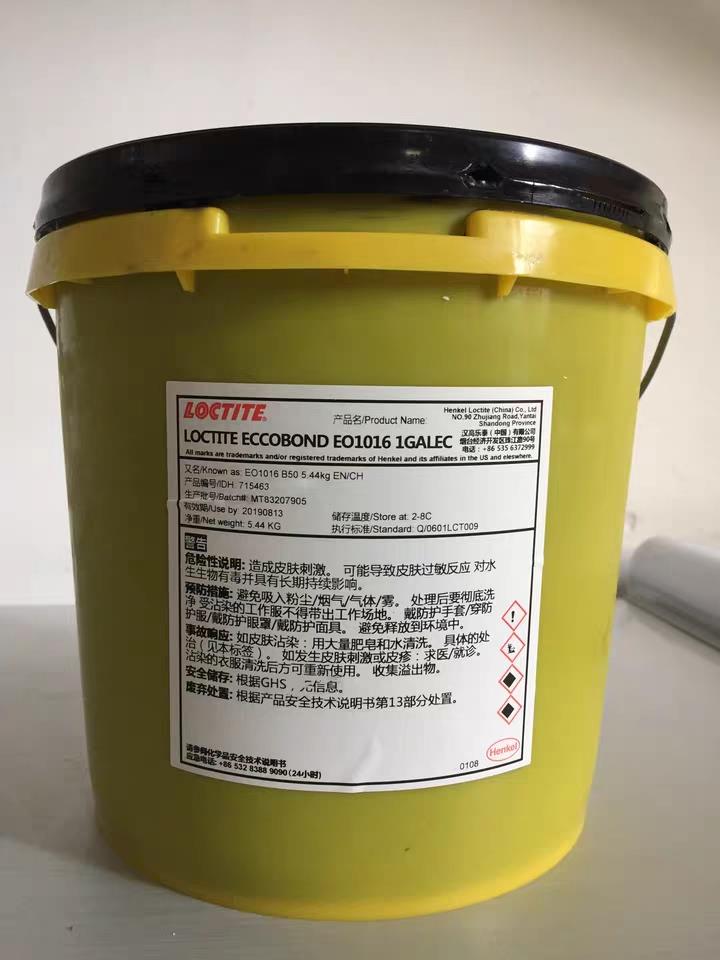 LOCTITE.
产品名/Product Name:
Henkel Loctite (China) Co., Ltd
NO.90 Zhujiang Road,Yantai
Shandong Province
汉高乐泰（中国）有限公司
烟台经济开发区珠江路90号
电话：+86 535 6372999
LOCTITE ECCOBOND EO1016 1GALEC
All marks are trademarks and/or registered trademarks of Henkel and its affiliates in the US and eleswhere.
又名/Known as: EO1016 B50 5.44kg EN/CH
产品编号/IDH: 715463
生产批号/Batch#: MT83207905
有效期/Use by: 20190813
储存温度/Store at: 2-8C
净重/Net weight: 5.44 KG
执行标准/Standard: Q/0601LCT009
警告
危险性说明: 造成皮肤刺激。 可能导致皮肤过敏反应 对水
生生物有毒并具有长期持续影响。
预防措施: 避免吸入粉尘/烟气/气体/雾。 处理后要彻底洗
净 受沾染的工作服不得带出工作场地。 戴防护手套/穿防
护服/戴防护眼罩/戴防护面具。 避免释放到环境中。
事故响应: 如皮肤沾染：用大量肥皂和水清洗。 具体的处
治（见本标签）。 如发生皮肤刺激或皮疹：求医/就诊。
沾染的衣服清洗后方可重新使用。 收集溢出物。
安全储存: 根据GHS，无信息。
废弃处置: 根据产品安全技术说明书第13部分处置。
请参阅化学品安全技术说明书
应急电话: +86 532 8388 9090 (24小时)
Henkel
0108